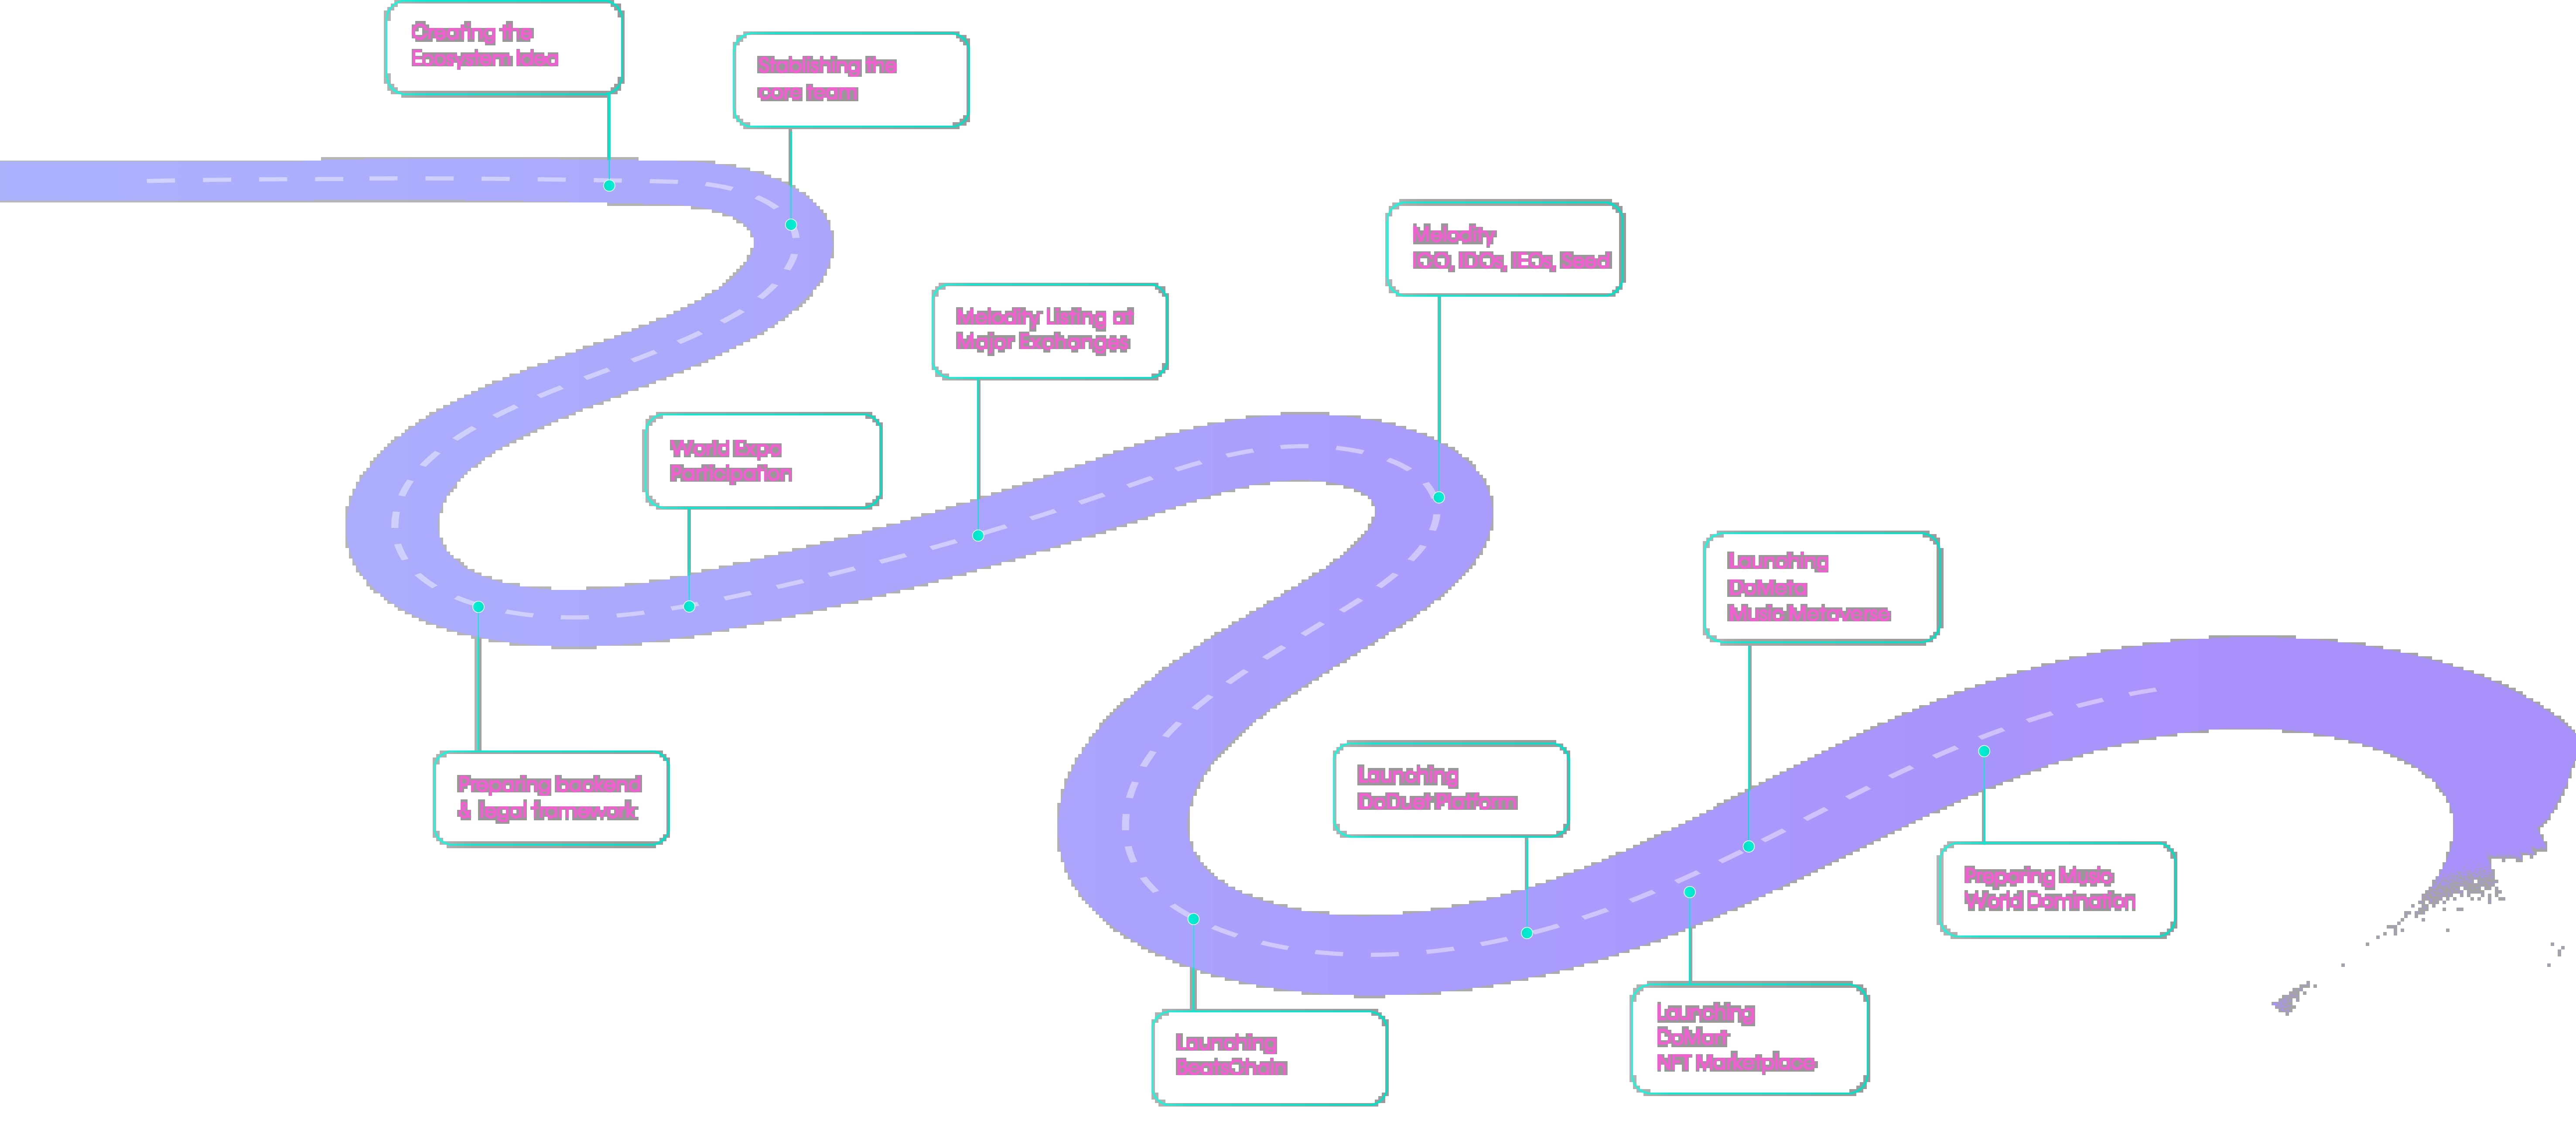 Creating the
Ecosystem Idea
Stablishing the
core team
Melodity
ICO, IDOs, IEOs, Seed
Melodity Listing at
Major Exchanges
World Expo
Participation
Launching
DoMeta
Music Metaverse
Preparing backend
& legal framework
Launching
DoDuet Platform
Preparing Music
World Domination
Launching
BeatsChain
Launching
DoMart
NFT Marketplace